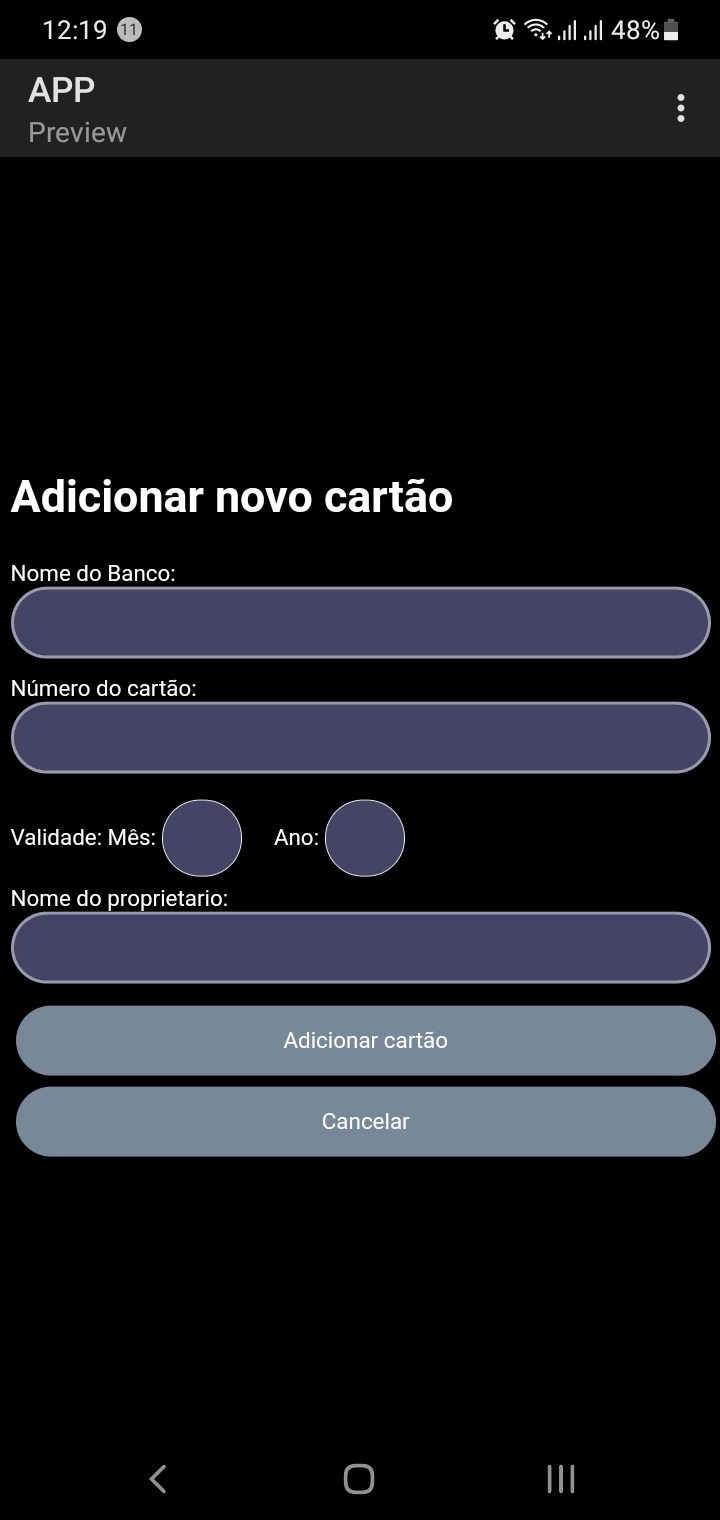 12:19 11 48%
APP
Preview
Adicionar novo cartão
Nome do Banco:
Número do cartão:
Validade: Mês: Ano:
Nome do proprietario:
Adicionar cartão
Cancelar